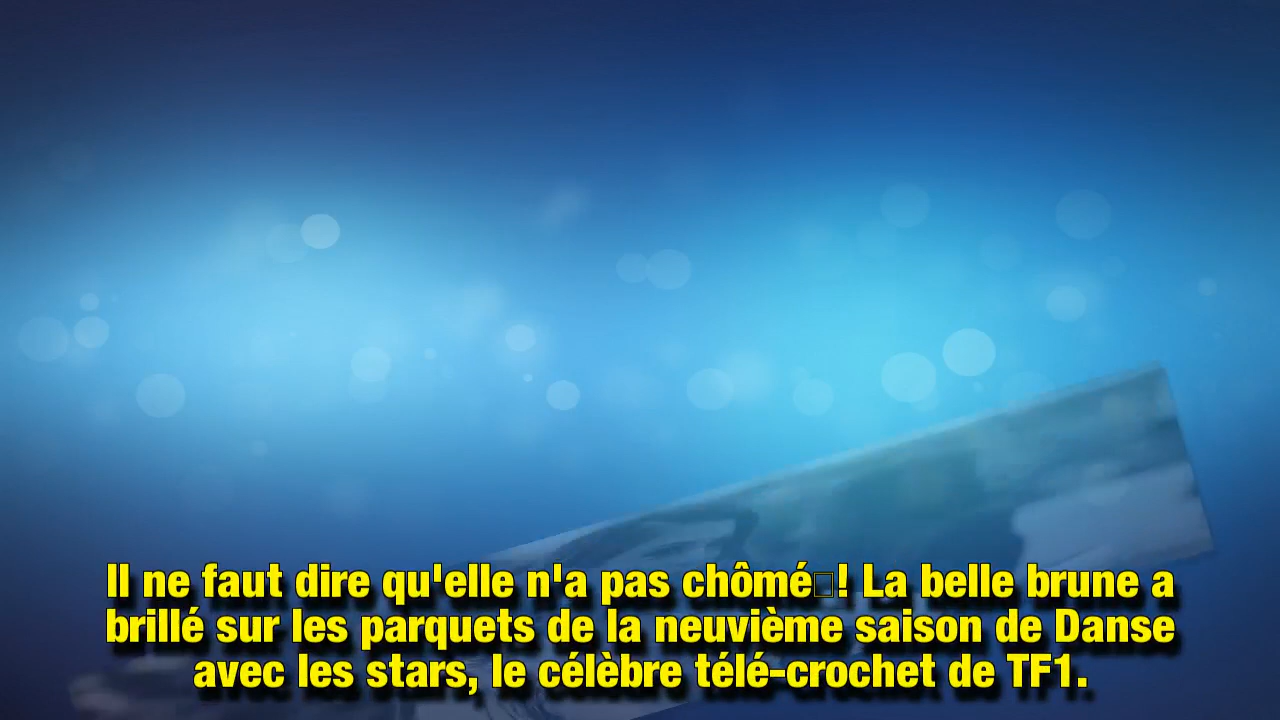 Il ne faut dire qu'elle n'a pas chômé□! La belle brune a
brillé sur les parquets de la neuvième saison de Danse
avec les stars, le célèbre télé-crochet de TF1.